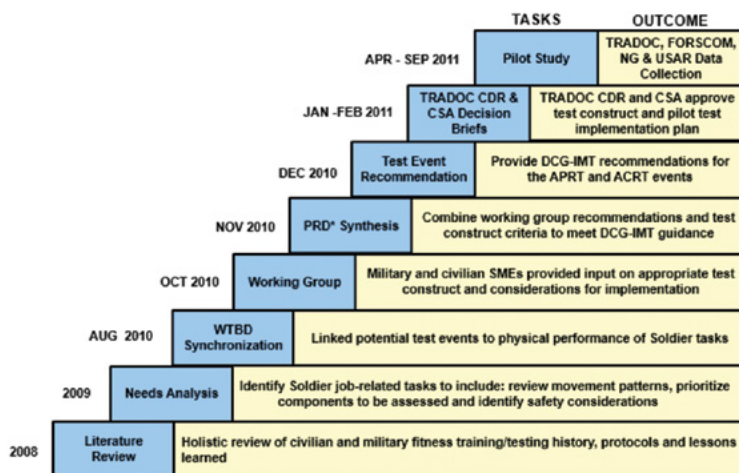 TASKS OUTCOME
APR - SEP 2011
Pilot Study
TRADOC, FORSCOM,
NG & USAR Data
Collection
JAN -FEB 2011
TRADOC CDR &
CSA Decision
Briefs
TRADOC CDR and CSA approve
test construct and pilot test
implementation plan
DEC 2010
Test Event
Recommendation
Provide DCG-IMT recommendations for
the APRT and ACRT events
NOV 2010
PRD* Synthesis
Combine working group recommendations and test
construct criteria to meet DCG-IMT guidance
OCT 2010
Working Group
Military and civilian SMEs provided input on appropriate test
construct and considerations for implementation
AUG 2010
WTBD
Synchronization
Linked potential test events to physical performance of Soldier tasks
2009
Needs Analysis
Identify Soldier job-related tasks to include: review movement patterns, prioritize
components to be assessed and identify safety considerations
2008
Literature
Review
Holistic review of civilian and military fitness training/testing history, protocols and lessons
learned